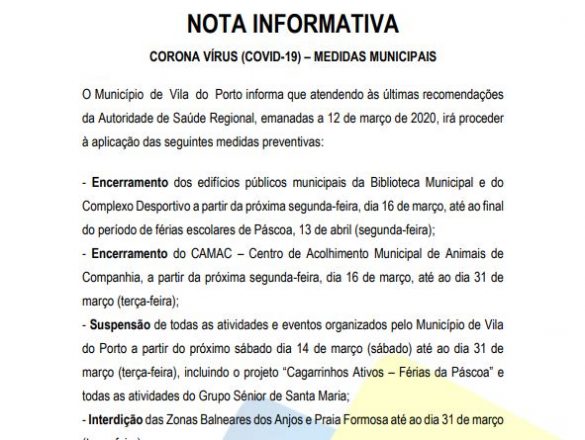 NOTA INFORMATIVA
CORONA VÍRUS (COVID-19) – MEDIDAS MUNICIPAIS
O Município de Vila do Porto informa que atendendo às últimas recomendações
da Autoridade de Saúde Regional, emanadas a 12 de março de 2020, irá proceder
à aplicação das seguintes medidas preventivas:
- Encerramento dos edifícios públicos municipais da Biblioteca Municipal e do
Complexo Desportivo a partir da próxima segunda-feira, dia 16 de março, até ao final
do período de férias escolares de Páscoa, 13 de abril (segunda-feira);
- Encerramento do CAMAC – Centro de Acolhimento Municipal de Animais de
Companhia, a partir da próxima segunda-feira, dia 16 de março, até ao dia 31 de
março (terça-feira);
- Suspensão de todas as atividades e eventos organizados pelo Município de Vila
do Porto a partir do próximo sábado dia 14 de março (sábado) até ao dia 31 de
março (terça-feira), incluindo o projeto “Cagarrinhos Ativos – Férias da Páscoa” e
todas as atividades do Grupo Sénior de Santa Maria;
- Interdição das Zonas Balneares dos Anjos e Praia Formosa até ao dia 31 de março